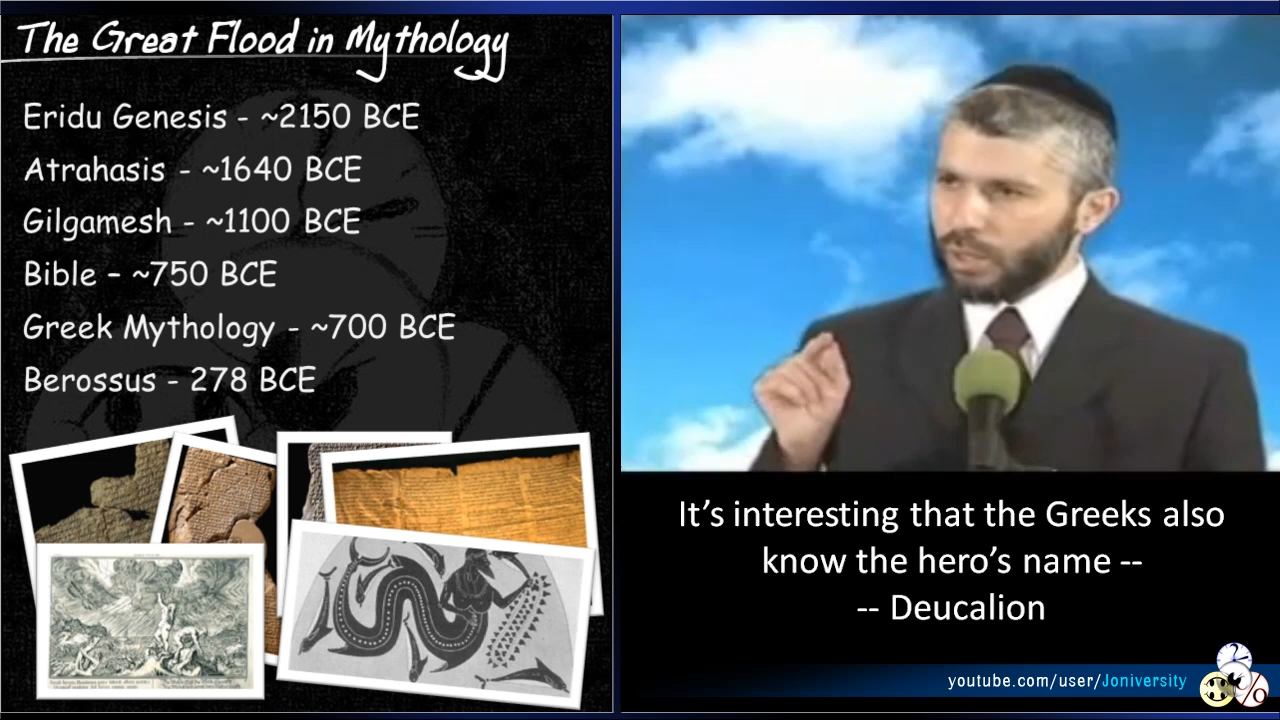 The Great Flood in Mythology
Eridu Genesis - ~2150 BCE
Atrahasis - ~1640 BCE
Gilgamesh - ~1100 BCE
Bible – ~750 BCE
Greek Mythology - ~700 BCE
Berossus - 278 BCE
It's interesting that the Greeks also
know the hero's name --
-- Deucalion
youtube.com/user/Joniversity